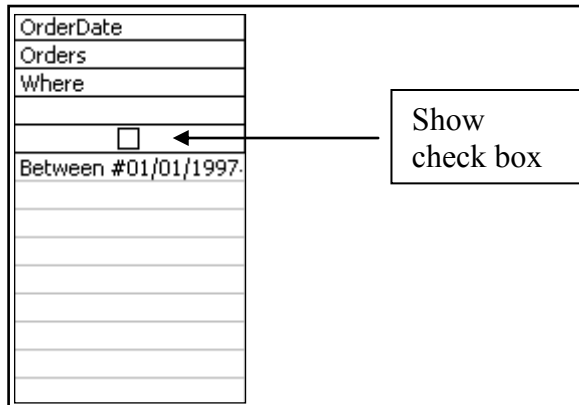 OrderDate
Orders
Where
Between #01/01/1997
Show
check box